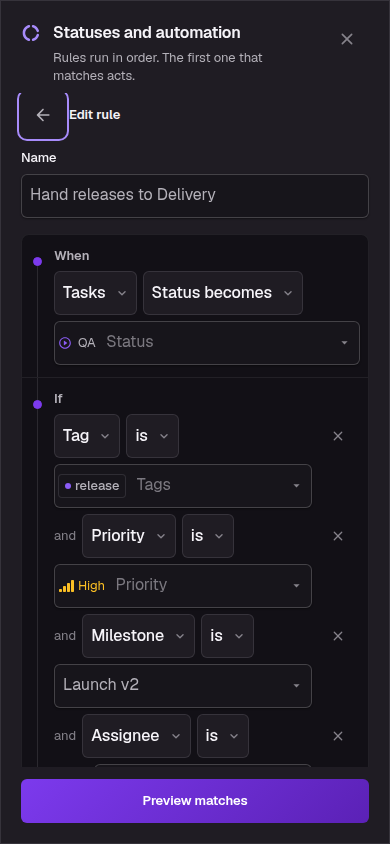 Statuses and automation
Rules run in order. The first one that
matches acts.
Edit rule
Name
Hand releases to Delivery
When
Tasks Status becomes
QA Status
If
Tag is
release Tags
and Priority is
High Priority
and Milestone is
Launch v2
and Assignee is
Preview matches